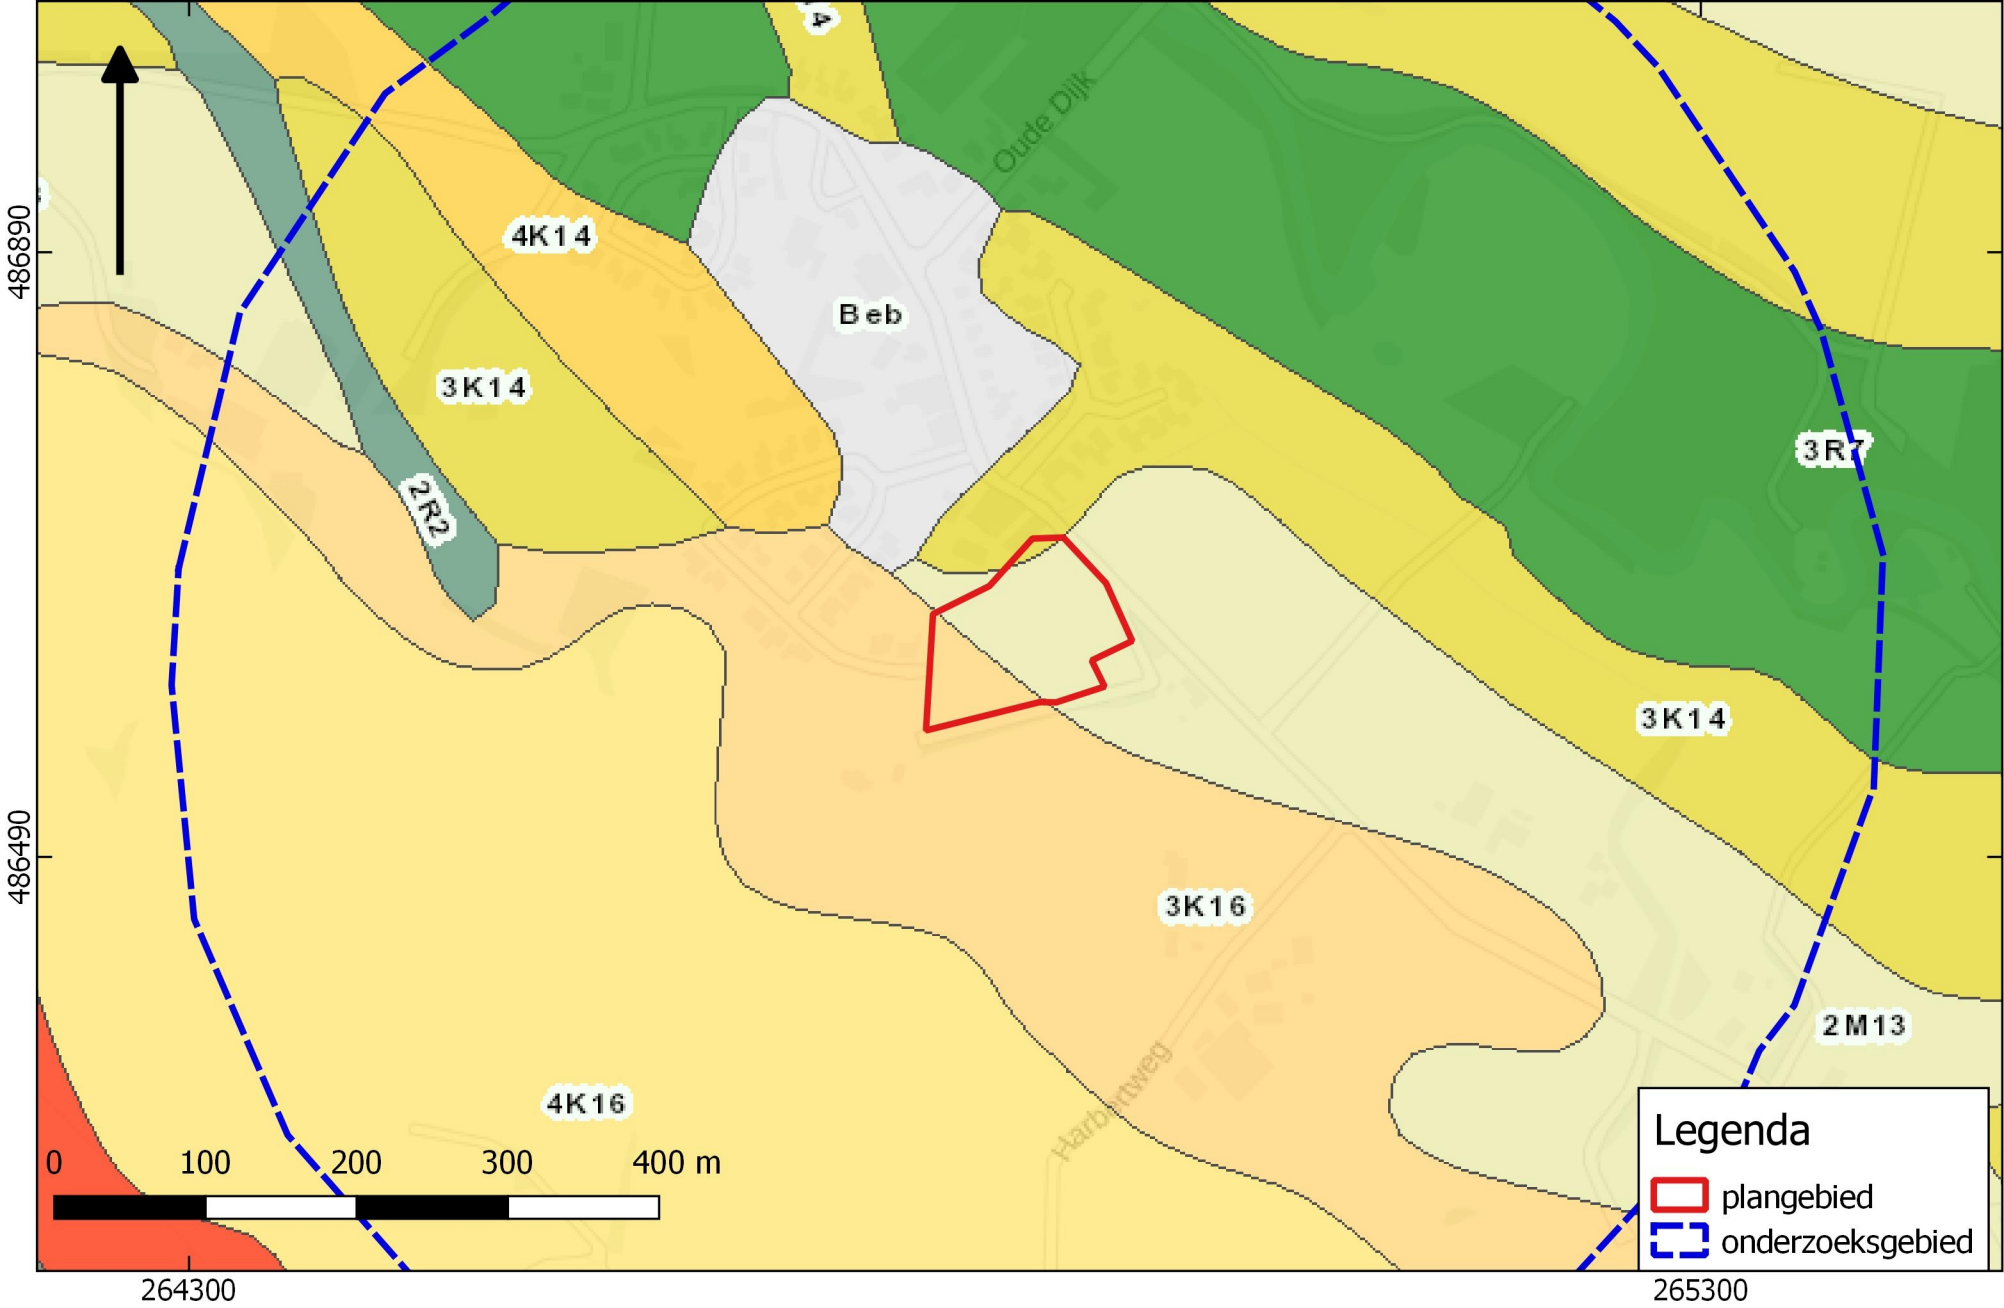 Oude Dijk
486890
4K14
Beb
3K14
3R7
2R2
3K14
486490
3K16
2M13
4K16
Harbertweg
0 100 200 300 400 m
Legenda
plangebied
onderzoeksgebied
264300
265300